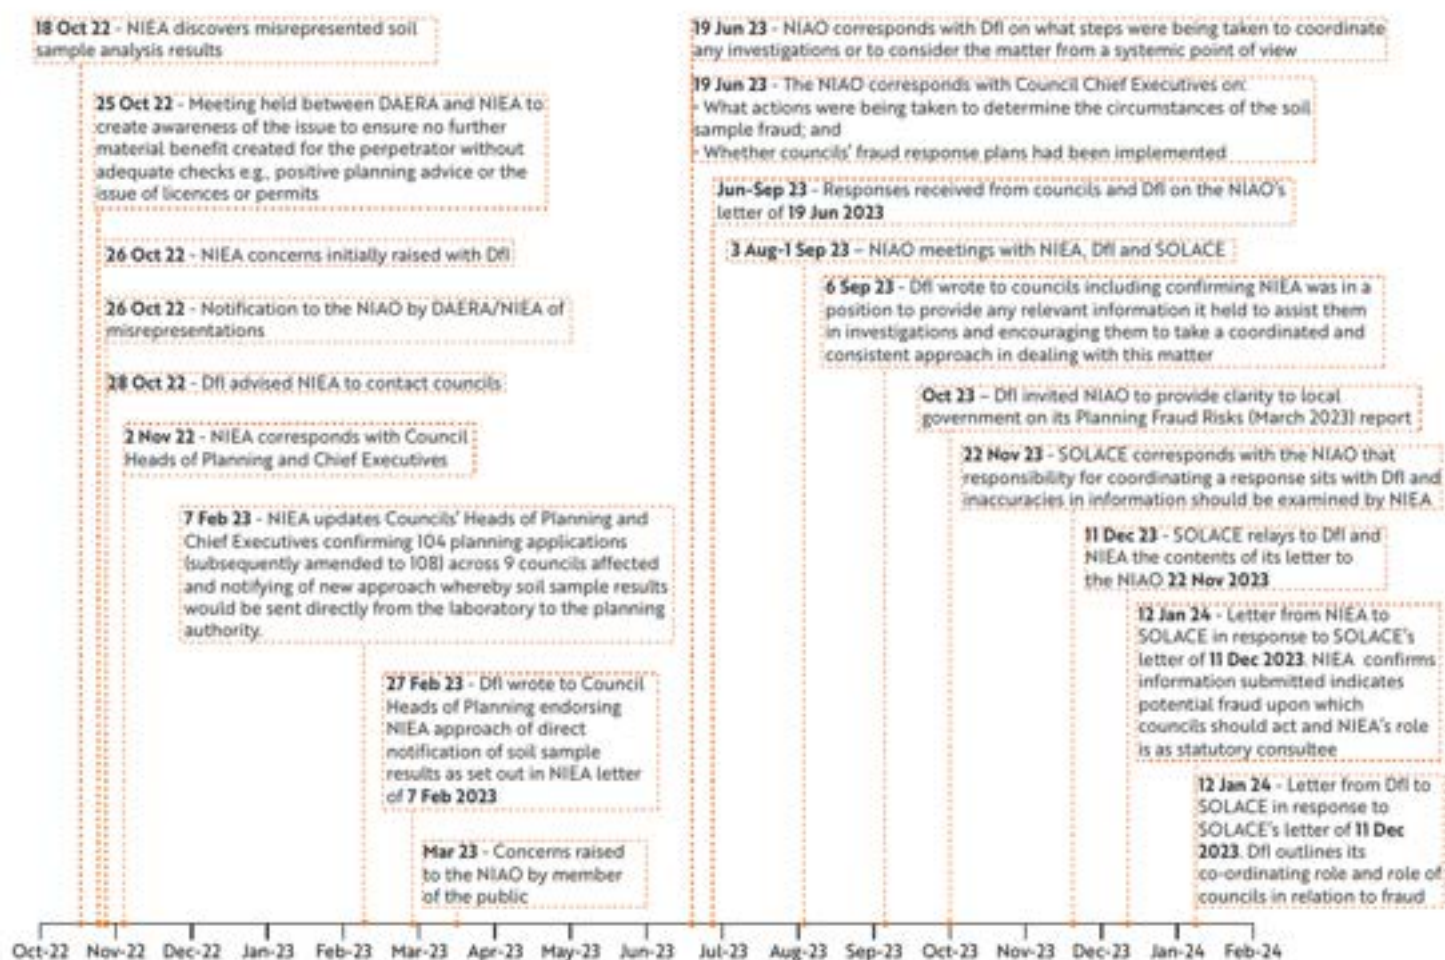 18 Oct 22 - NIEA discovers misrepresented soil
sample analysis results
25 Oct 22 - Meeting held between DAERA and NIEA to
create awareness of the issue to ensure no further
material benefit created for the perpetrator without
adequate checks e.g., positive planning advice or the
issue of licences or permits
26 Oct 22 - NIEA concerns initially raised with DfI
26 Oct 22 - Notification to the NIAO by DAERA/NIEA of
misrepresentations
28 Oct 22 - DfI advised NIEA to contact councils
2 Nov 22 - NIEA corresponds with Council
Heads of Planning and Chief Executives
7 Feb 23 - NIEA updates Councils' Heads of Planning and
Chief Executives confirming 104 planning applications
(subsequently amended to 108) across 9 councils affected
and notifying of new approach whereby soil sample results
would be sent directly from the laboratory to the planning
authority.
27 Feb 23 - DfI wrote to Council
Heads of Planning endorsing
NIEA approach of direct
notification of soil sample
results as set out in NIEA letter
of 7 Feb 2023
Mar 23 - Concerns raised
to the NIAO by member
of the public
19 Jun 23 - NIAO corresponds with DfI on what steps were being taken to coordinate
any investigations or to consider the matter from a systemic point of view
19 Jun 23 - The NIAO corresponds with Council Chief Executives on:
- What actions were being taken to determine the circumstances of the soil
sample fraud; and
- Whether councils' fraud response plans had been implemented
Jun-Sep 23 - Responses received from councils and DfI on the NIAO's
letter of 19 Jun 2023
3 Aug-1 Sep 23 – NIAO meetings with NIEA, DfI and SOLACE
6 Sep 23 - DfI wrote to councils including confirming NIEA was in a
position to provide any relevant information it held to assist them
in investigations and encouraging them to take a coordinated and
consistent approach in dealing with this matter
Oct 23 – DfI invited NIAO to provide clarity to local
government on its Planning Fraud Risks (March 2023) report
22 Nov 23 - SOLACE corresponds with the NIAO that
responsibility for coordinating a response sits with DfI and
inaccuracies in information should be examined by NIEA
11 Dec 23 - SOLACE relays to DfI and
NIEA the contents of its letter to
the NIAO 22 Nov 2023
12 Jan 24 - Letter from NIEA to
SOLACE in response to SOLACE's
letter of 11 Dec 2023. NIEA confirms
information submitted indicates
potential fraud upon which
councils should act and NIEA's role
is as statutory consultee
12 Jan 24 - Letter from DfI to
SOLACE in response to
SOLACE's letter of 11 Dec
2023. DfI outlines its
co-ordinating role and role of
councils in relation to fraud
Oct-22 Nov-22 Dec-22 Jan-23 Feb-23 Mar-23 Apr-23 May-23 Jun-23 Jul-23 Aug-23 Sep-23 Oct-23 Nov-23 Dec-23 Jan-24 Feb-24